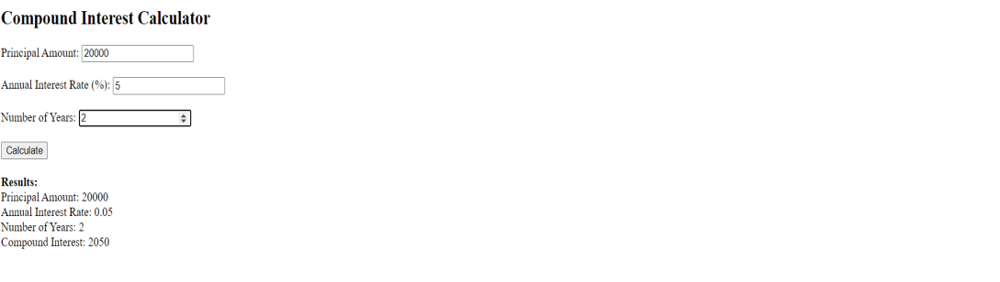 Compound Interest Calculator
Principal Amount: 20000
Annual Interest Rate (%): 5
Number of Years: 2
Calculate
Results:
Principal Amount: 20000
Annual Interest Rate: 0.05
Number of Years: 2
Compound Interest: 2050